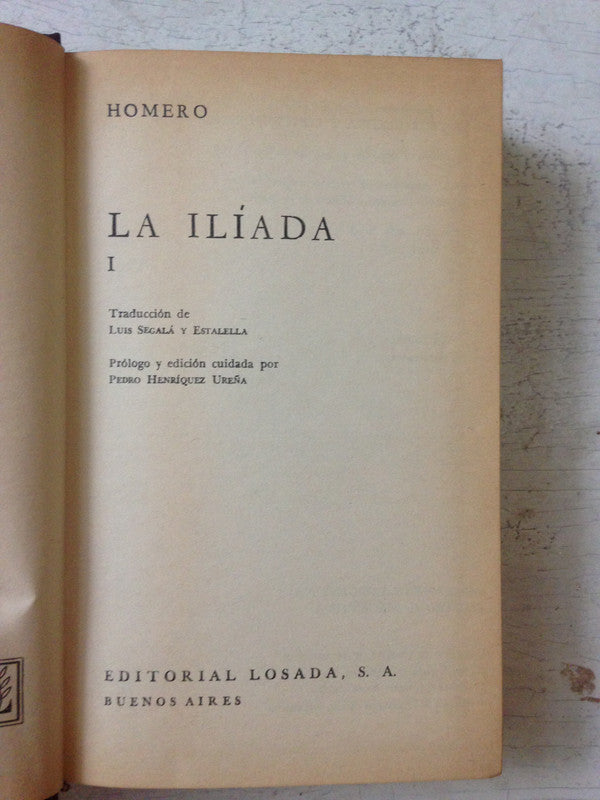 HOMERO
LA ILÍADA
I
Traducción de
LUIS SEGALÁ Y ESTALELLA
Prólogo y edición cuidada por
PEDRO HENRÍQUEZ UREÑA
EDITORIAL LOSADA, S. A.
BUENOS AIRES